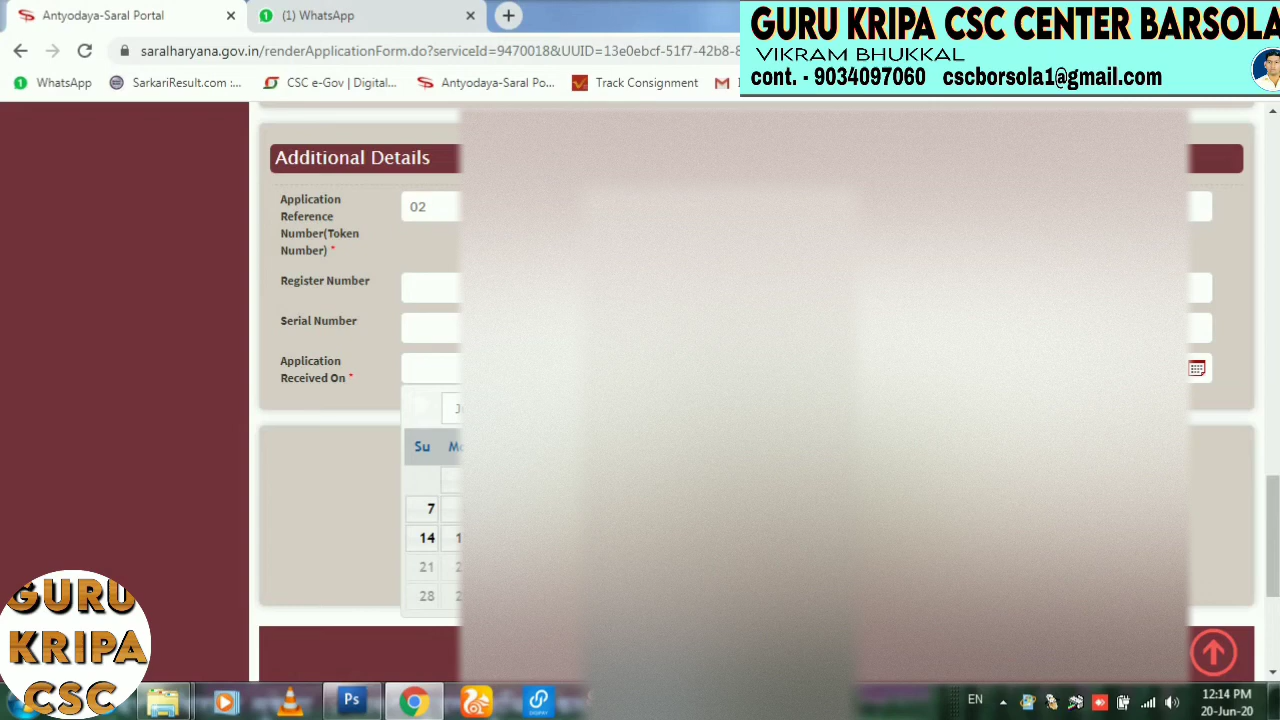 Antyodaya-Saral Portal
(1) WhatsApp
GURU KRIPA CSC CENTER BARSOLA
VIKRAM BHUKKAL
cont. - 9034097060 cscborsola1@gmail.com
saralharyana.gov.in/renderApplicationForm.do?serviceId=9470018&UUID=13e0ebcf-51f7-42b8-8
WhatsApp
SarkariResult.com :...
CSC e-Gov | Digital...
Antyodaya-Saral Po...
Track Consignment
Additional Details
Application
Reference
Number(Token
Number) *
02
Register Number
Serial Number
Application
Received On *
Su
7
14
21
28
GURU
KRIPA
CSC
Ps
EN
12:14 PM
20-Jun-20